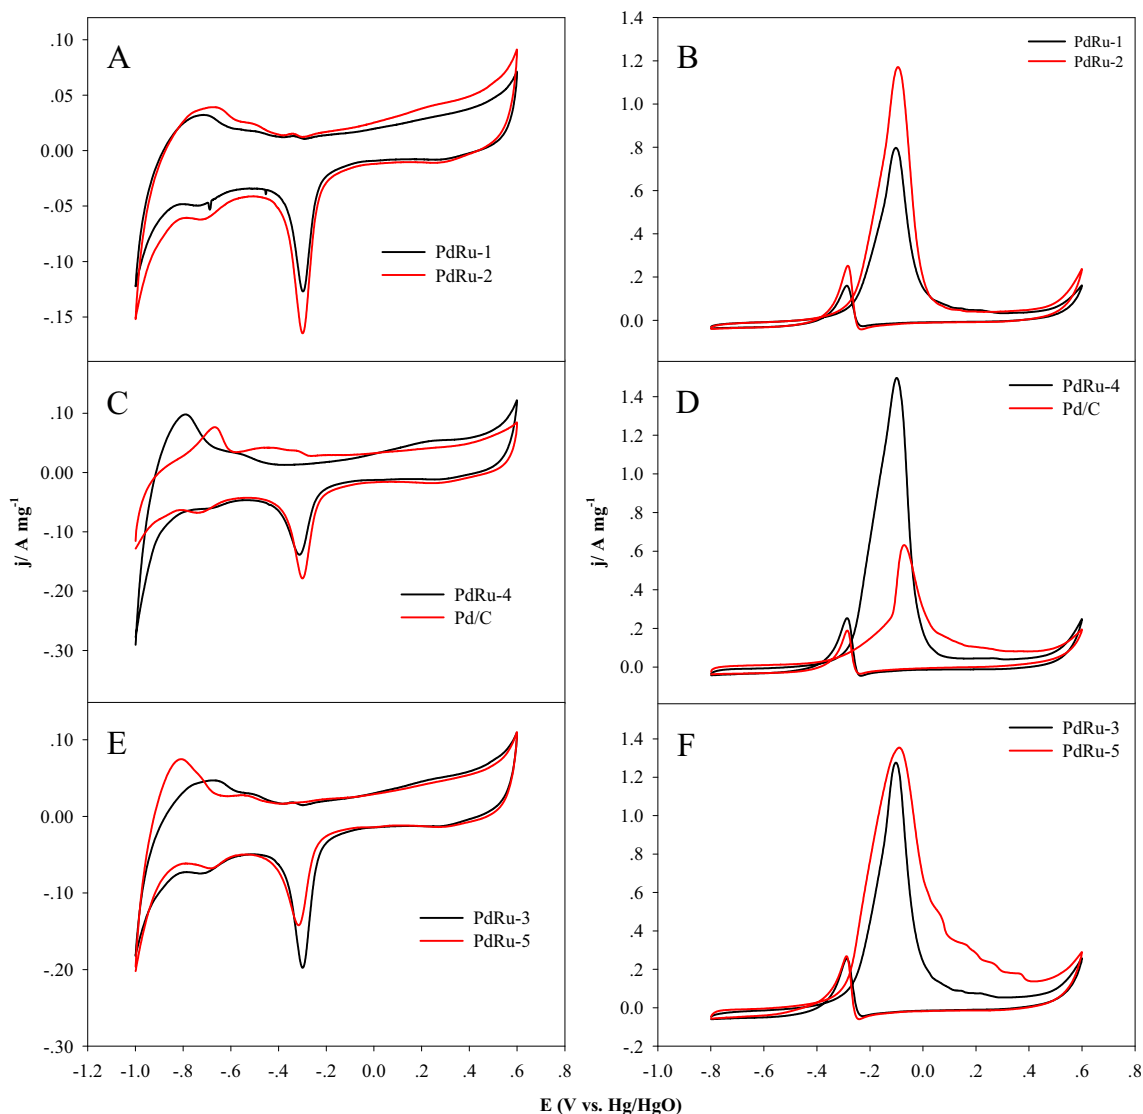 A
.10
.05
0.00
-.05
-.10
-.15
PdRu-1
PdRu-2
B
1.4
1.2
1.0
.8
.6
.4
.2
0.0
PdRu-1
PdRu-2
C
.10
0.00
-.10
-.20
-.30
PdRu-4
Pd/C
j/ A mg-1
D
1.4
1.2
1.0
.8
.6
.4
.2
0.0
PdRu-4
Pd/C
j/ A mg-1
E
.10
0.00
-.10
-.20
-.30
PdRu-3
PdRu-5
-1.2 -1.0 -.8 -.6 -.4 -.2 0.0 .2 .4 .6 .8
F
1.4
1.2
1.0
.8
.6
.4
.2
0.0
-.2
PdRu-3
PdRu-5
-1.0 -.8 -.6 -.4 -.2 0.0 .2 .4 .6 .8
E (V vs. Hg/HgO)